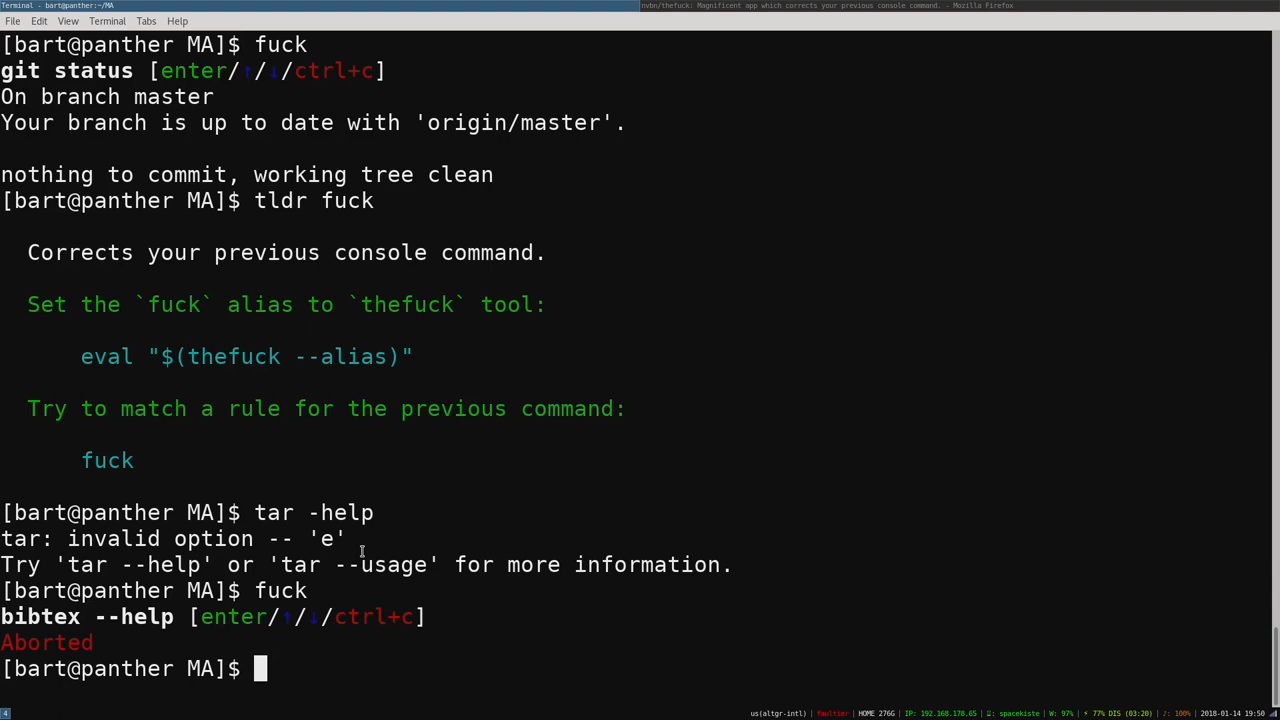 Terminal - bart@panther:~/MA
nvbn/thefuck: Magnificent app which corrects your previous console command. - Mozilla Firefox
File Edit View Terminal Tabs Help
[bart@panther MA]$ fuck
git status [enter/↑/↓/ctrl+c]
On branch master
Your branch is up to date with 'origin/master'.
nothing to commit, working tree clean
[bart@panther MA]$ tldr fuck
Corrects your previous console command.
Set the `fuck` alias to `thefuck` tool:
eval "$(thefuck --alias)"
Try to match a rule for the previous command:
fuck
[bart@panther MA]$ tar -help
tar: invalid option -- 'e'
Try 'tar --help' or 'tar --usage' for more information.
[bart@panther MA]$ fuck
bibtex --help [enter/↑/↓/ctrl+c]
Aborted
[bart@panther MA]$
4 us(altgr-intl) | faultier | HOME 276G | IP: 192.168.178.65 | : spacekiste | W: 97% | ⚡ 77% DIS (03:20) | ♪: 100% | 2018-01-14 19:50